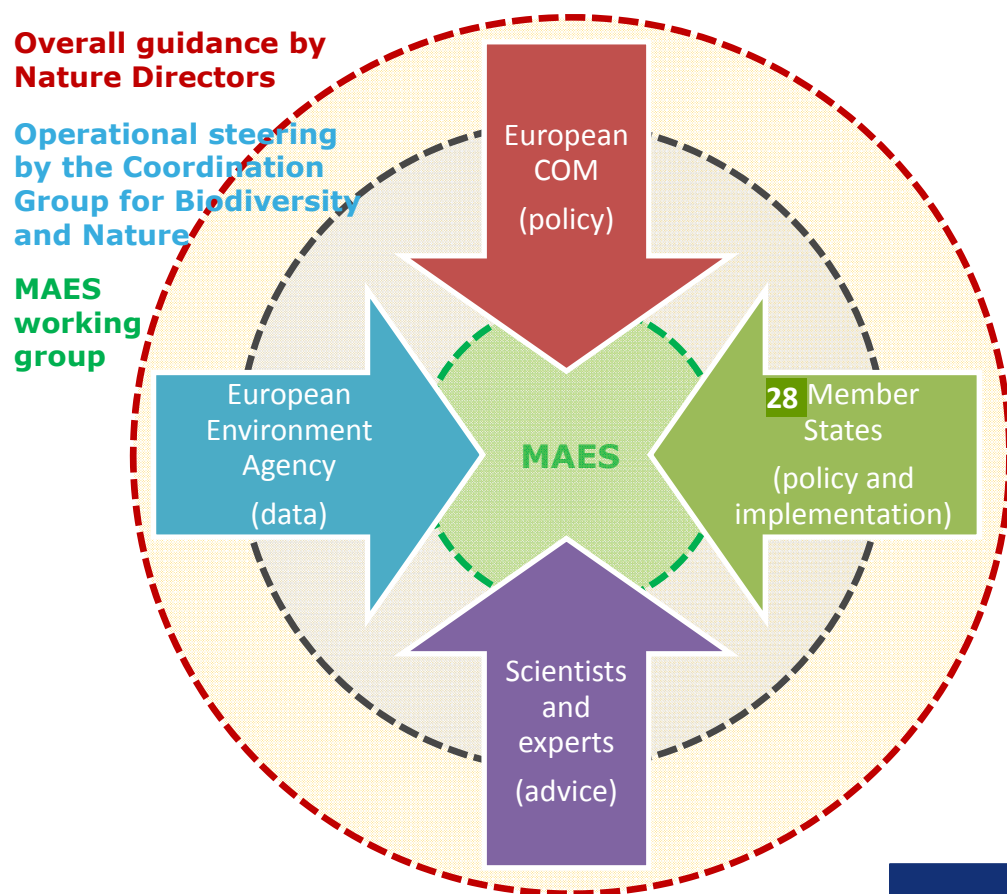 Overall guidance by
Nature Directors
Operational steering
by the Coordination
Group for Biodiversity
and Nature
MAES
working
group
European
COM
(policy)
European
Environment
Agency
(data)
MAES
28 Member
States
(policy and
implementation)
Scientists
and
experts
(advice)